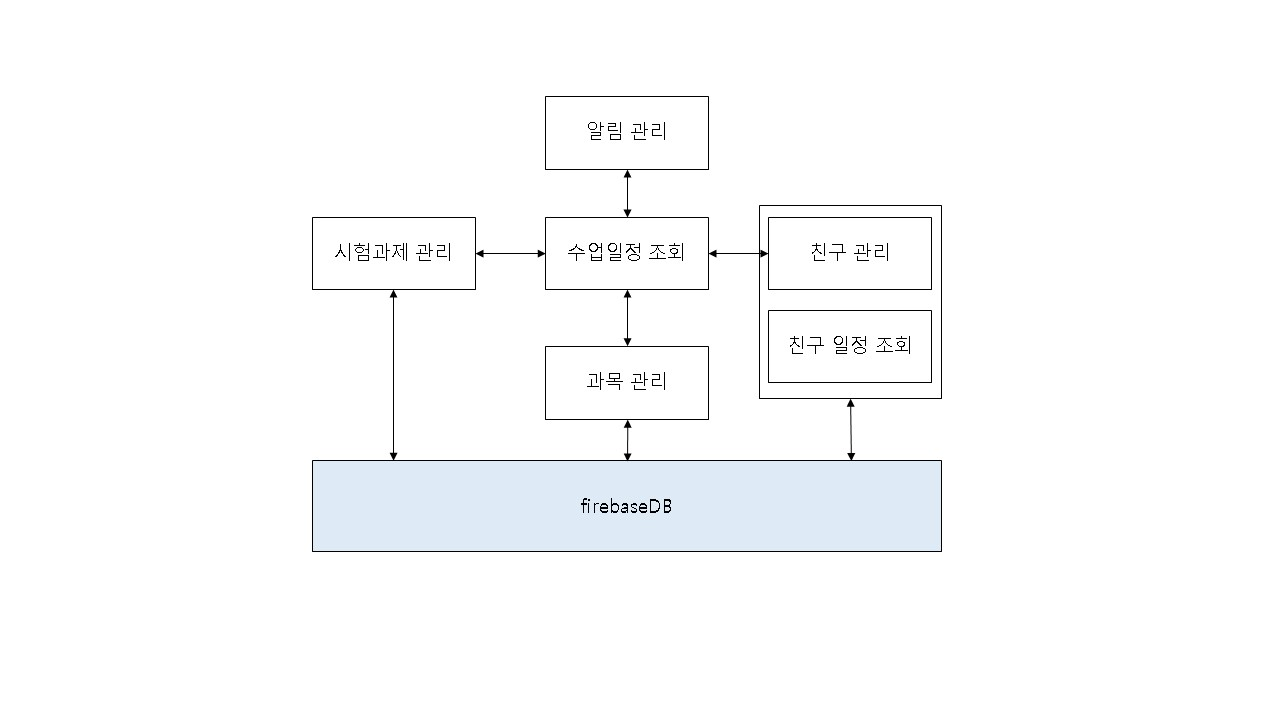 알림 관리
시험과제 관리
수업일정 조회
친구 관리
친구 일정 조회
과목 관리
firebaseDB